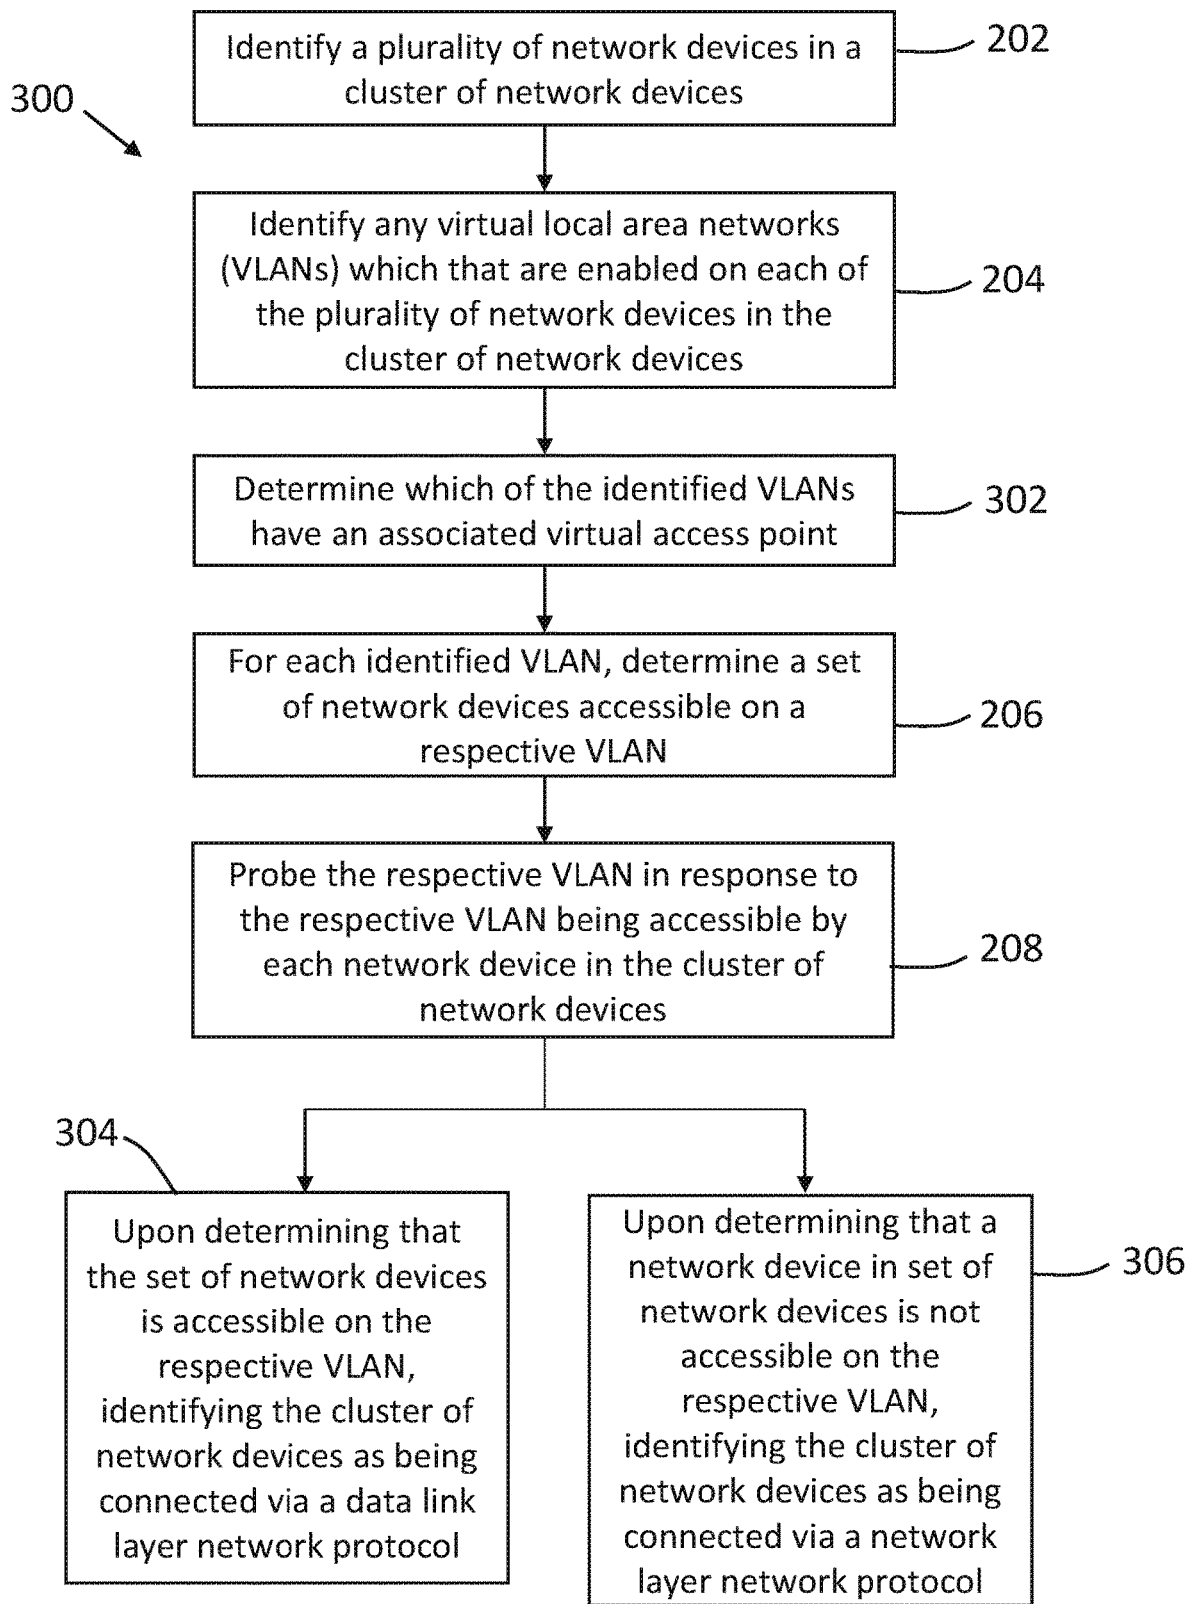 Identify a plurality of network devices in a
cluster of network devices
202
300
Identify any virtual local area networks
(VLANs) which that are enabled on each of
the plurality of network devices in the
cluster of network devices
204
Determine which of the identified VLANs
have an associated virtual access point
302
For each identified VLAN, determine a set
of network devices accessible on a
respective VLAN
206
Probe the respective VLAN in response to
the respective VLAN being accessible by
each network device in the cluster of
network devices
208
304
Upon determining that
the set of network devices
is accessible on the
respective VLAN,
identifying the cluster of
network devices as being
connected via a data link
layer network protocol
Upon determining that a
network device in set of
network devices is not
accessible on the
respective VLAN,
identifying the cluster of
network devices as being
connected via a network
layer network protocol
306